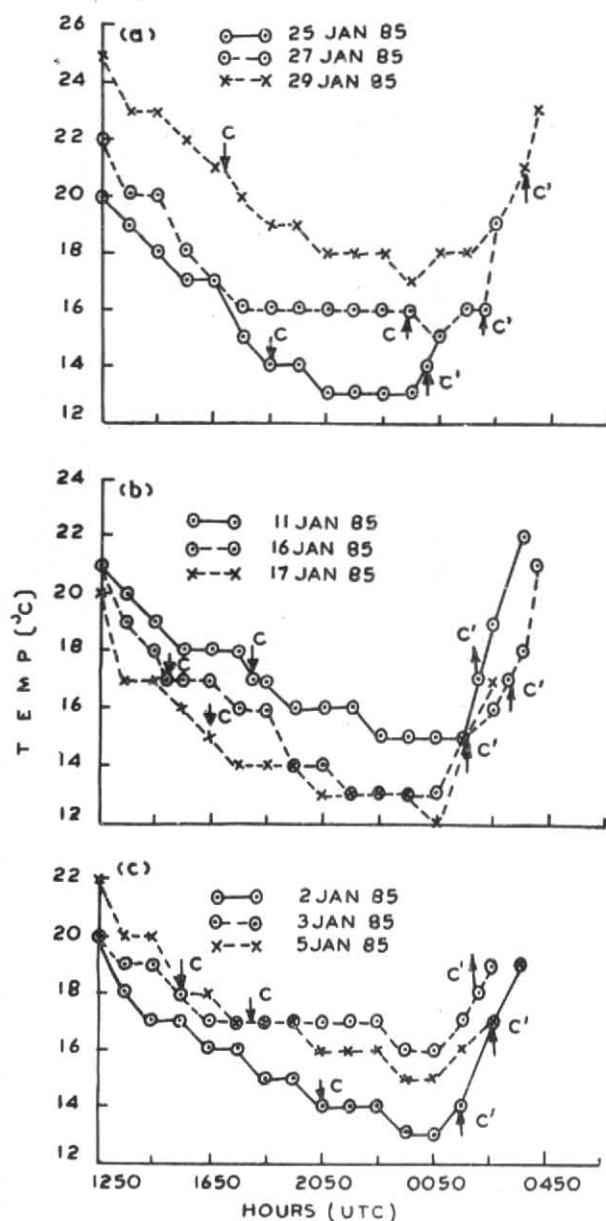 26
24
22
20
18
16
14
12
(a)
25 JAN 85
27 JAN 85
29 JAN 85
C
C
C
C'
C'
C'
TEMP (°C)
24
22
20
18
16
14
12
(b)
11 JAN 85
16 JAN 85
17 JAN 85
C
C
C
C'
C'
C'
22
20
18
16
14
12
(c)
2 JAN 85
3 JAN 85
5 JAN 85
C
C
C
C'
C'
C'
1250 1650 2050 0050 0450
HOURS (UTC)